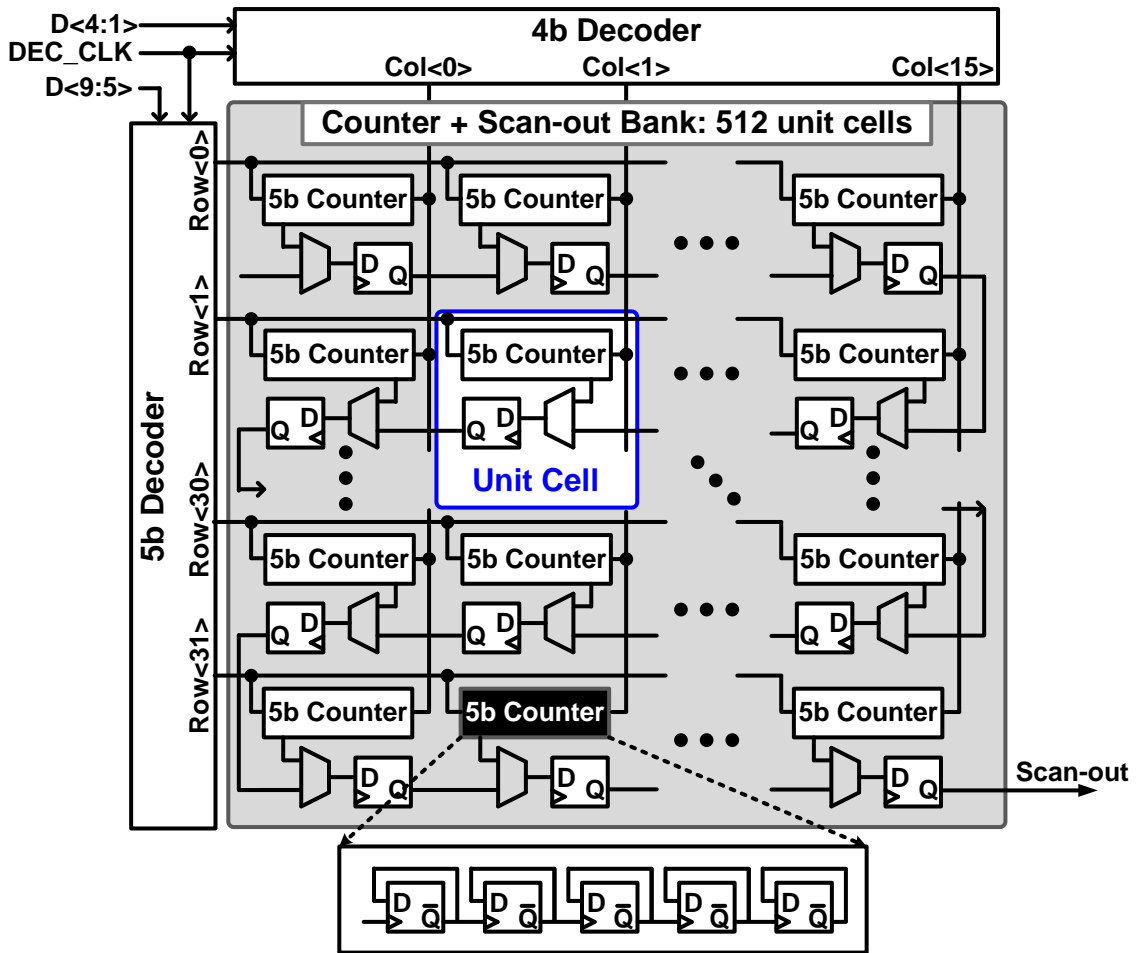 D<4:1>
4b Decoder
DEC_CLK
Col<0> Col<1> Col<15>
D<9:5>
Counter + Scan-out Bank: 512 unit cells
5b Decoder
Row<0>
5b Counter 5b Counter 5b Counter
D Q D Q D Q
Row<1>
5b Counter 5b Counter 5b Counter
Q D Q D Q D
Unit Cell
Row<30>
5b Counter 5b Counter 5b Counter
Q D Q D Q D
Row<31>
5b Counter 5b Counter 5b Counter
D Q D Q D Q
Scan-out
D Q̅ D Q̅ D Q̅ D Q̅ D Q̅